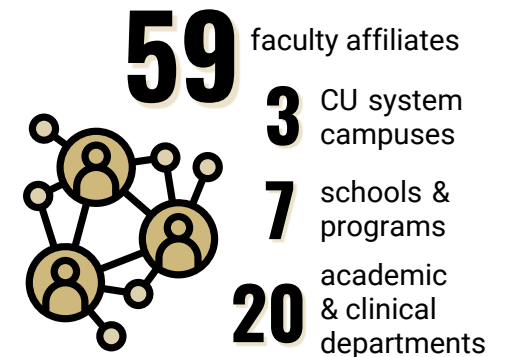 59 faculty affiliates
3 CU system
campuses
7 schools &
programs
20 academic
& clinical
departments